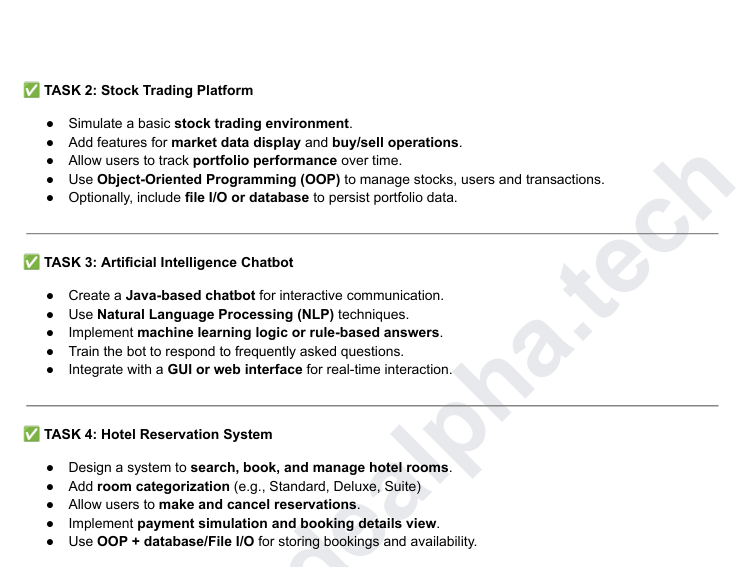 ✅ TASK 2: Stock Trading Platform
● Simulate a basic stock trading environment.
● Add features for market data display and buy/sell operations.
● Allow users to track portfolio performance over time.
● Use Object-Oriented Programming (OOP) to manage stocks, users and transactions.
● Optionally, include file I/O or database to persist portfolio data.
✅ TASK 3: Artificial Intelligence Chatbot
● Create a Java-based chatbot for interactive communication.
● Use Natural Language Processing (NLP) techniques.
● Implement machine learning logic or rule-based answers.
● Train the bot to respond to frequently asked questions.
● Integrate with a GUI or web interface for real-time interaction.
✅ TASK 4: Hotel Reservation System
● Design a system to search, book, and manage hotel rooms.
● Add room categorization (e.g., Standard, Deluxe, Suite)
● Allow users to make and cancel reservations.
● Implement payment simulation and booking details view.
● Use OOP + database/File I/O for storing bookings and availability.
dealpha.tech